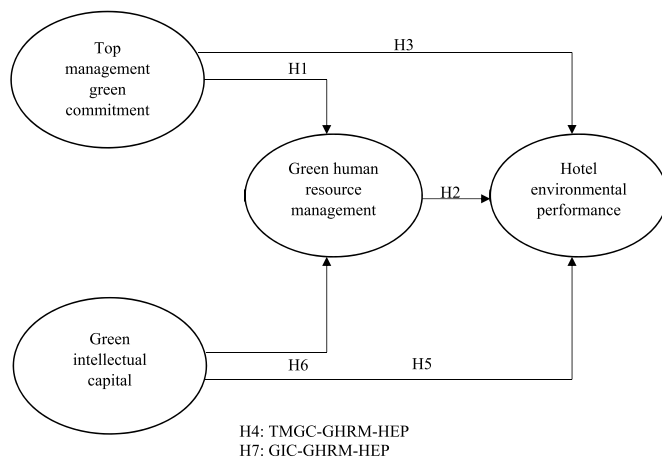 Top
management
green
commitment
H3
H1
Green human
resource
management
H2
Hotel
environmental
performance
Green
intellectual
capital
H6
H5
H4: TMGC-GHRM-HEP
H7: GIC-GHRM-HEP